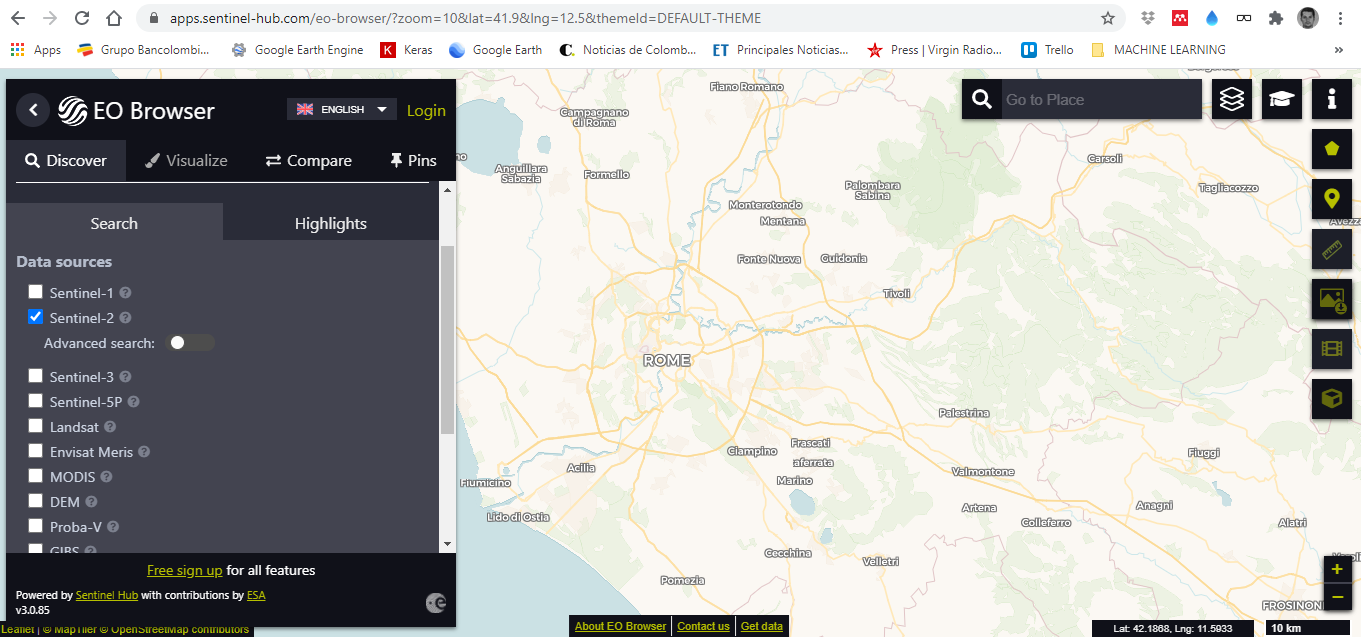 apps.sentinel-hub.com/eo-browser/?zoom=10&lat=41.9&lng=12.5&themeId=DEFAULT-THEME
Apps Grupo Bancolombi... Google Earth Engine Keras Google Earth Noticias de Colomb... Principales Noticias... Press | Virgin Radio... Trello MACHINE LEARNING »
EO Browser ENGLISH Login
Discover Visualize Compare Pins
Search Highlights
Data sources
Sentinel-1
Sentinel-2
Advanced search:
Sentinel-3
Sentinel-5P
Landsat
Envisat Meris
MODIS
DEM
Proba-V
GIBS
Free sign up for all features
Powered by Sentinel Hub with contributions by ESA
v3.0.85
Leaflet | © MapTiler © OpenStreetMap contributors
Go to Place
Fiano Romano
Campagnano
di Roma
Carsoli
Anguillara
Sabazia
Formello
Palombara
Sabina
Tagliacozzo
Monterotondo
Mentana
Avezz
Fonte Nuova
Guidonia
Tivoli
ROME
Palestrina
Frascati
Ciampino
aferrata
Fiuggi
Acilia
Marino
Valmontone
Fiumicino
Artena
Anagni
Lido di Ostia
Colleferro
Alatri
Cecchina
Velletri
Pomezia
FROSINON
About EO Browser | Contact us | Get data
Lat: 42.1868, Lng: 11.5933
10 km